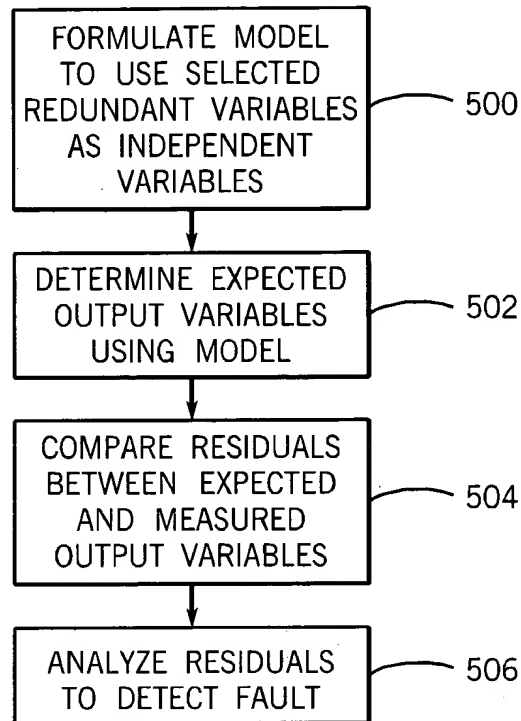 FORMULATE MODEL
TO USE SELECTED
REDUNDANT VARIABLES
AS INDEPENDENT
VARIABLES
500
DETERMINE EXPECTED
OUTPUT VARIABLES
USING MODEL
502
COMPARE RESIDUALS
BETWEEN EXPECTED
AND MEASURED
OUTPUT VARIABLES
504
ANALYZE RESIDUALS
TO DETECT FAULT
506